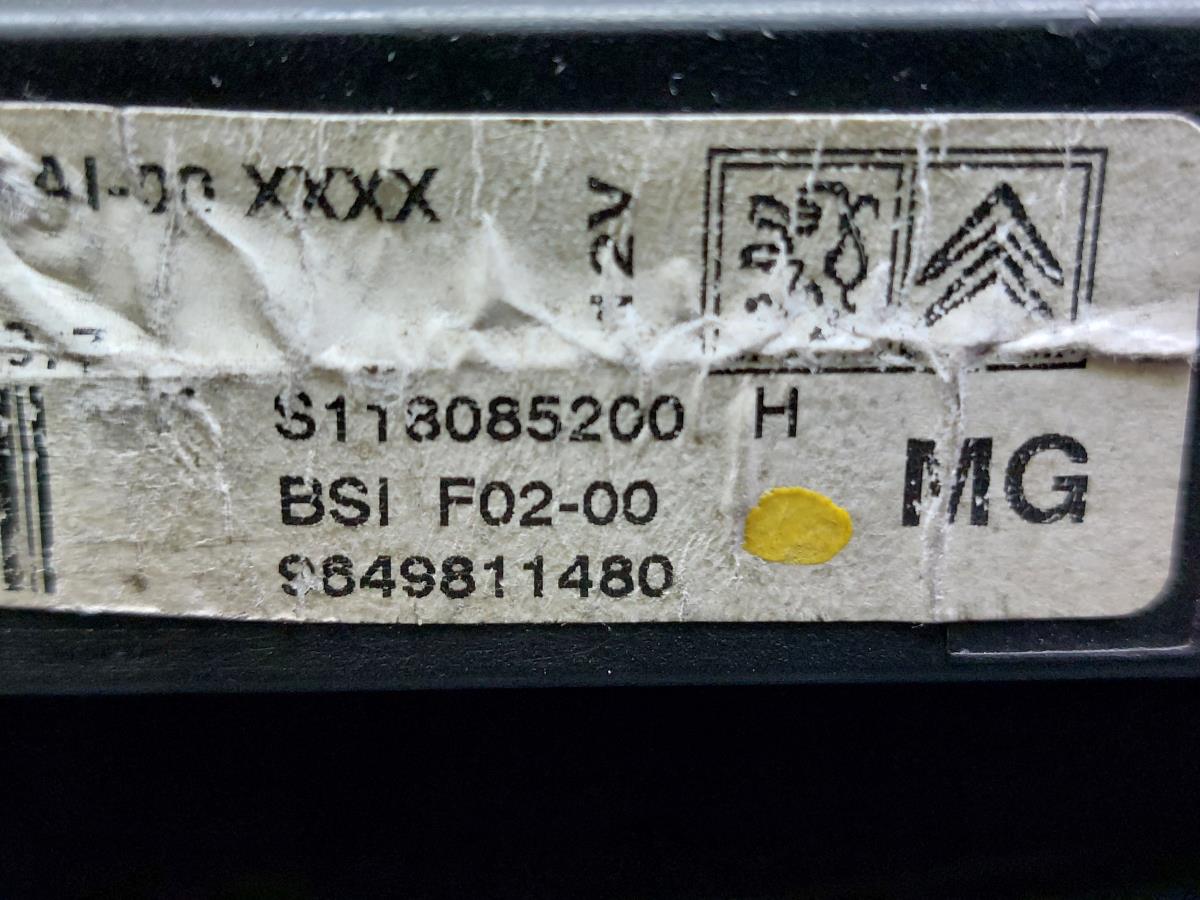 XXXX
12V
S118085200 H
BSI F02-00
MG
9649811480